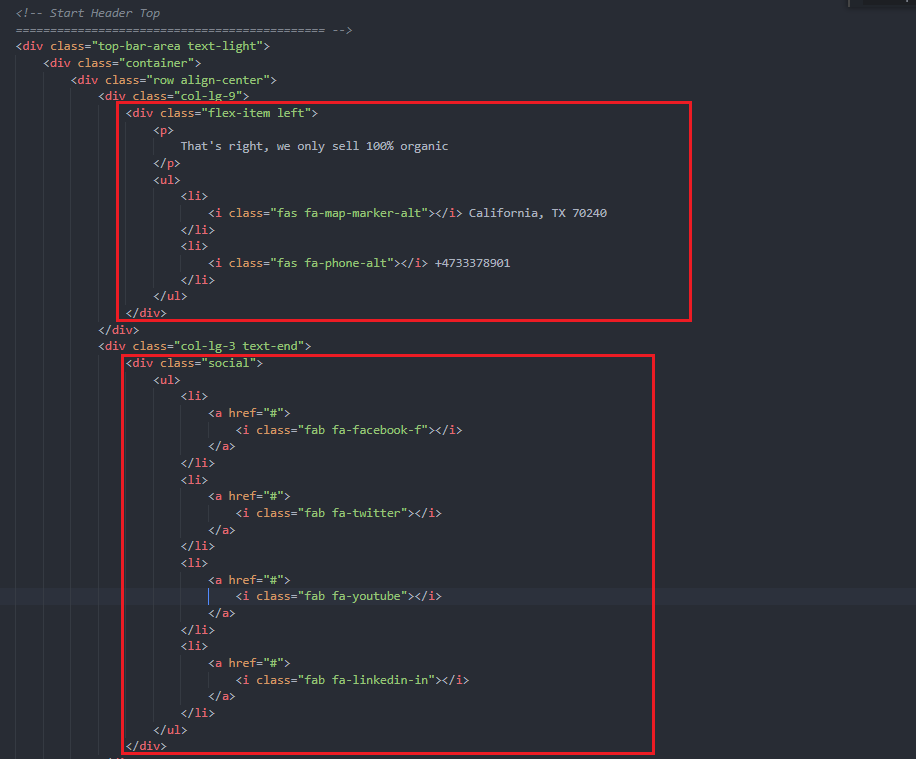 <!-- Start Header Top
============================================= -->
<div class="top-bar-area text-light">
<div class="container">
<div class="row align-center">
<div class="col-lg-9">
<div class="flex-item left">
<p>
That's right, we only sell 100% organic
</p>
<ul>
<li>
<i class="fas fa-map-marker-alt"></i> California, TX 70240
</li>
<li>
<i class="fas fa-phone-alt"></i> +4733378901
</li>
</ul>
</div>
</div>
<div class="col-lg-3 text-end">
<div class="social">
<ul>
<li>
<a href="#">
<i class="fab fa-facebook-f"></i>
</a>
</li>
<li>
<a href="#">
<i class="fab fa-twitter"></i>
</a>
</li>
<li>
<a href="#">
<i class="fab fa-youtube"></i>
</a>
</li>
<li>
<a href="#">
<i class="fab fa-linkedin-in"></i>
</a>
</li>
</ul>
</div>